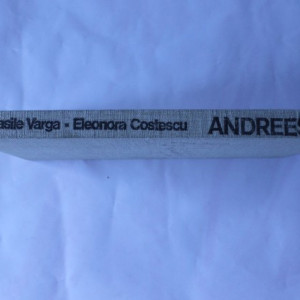 asile Varga • Eleonora Costescu ANDREES